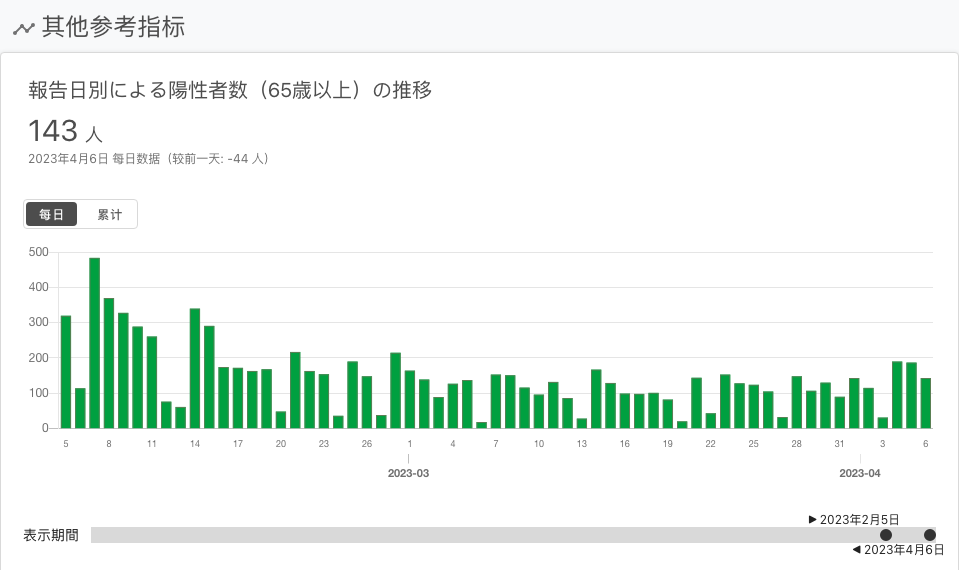 其他参考指标
報告日別による陽性者数（65歳以上）の推移
143 人
2023年4月6日 每日数据（较前一天: -44 人）
每日 累计
500
400
300
200
100
0
5 8 11 14 17 20 23 26 1 4 7 10 13 16 19 22 25 28 31 3 6
2023-03 2023-04
2023年2月5日
表示期間
2023年4月6日